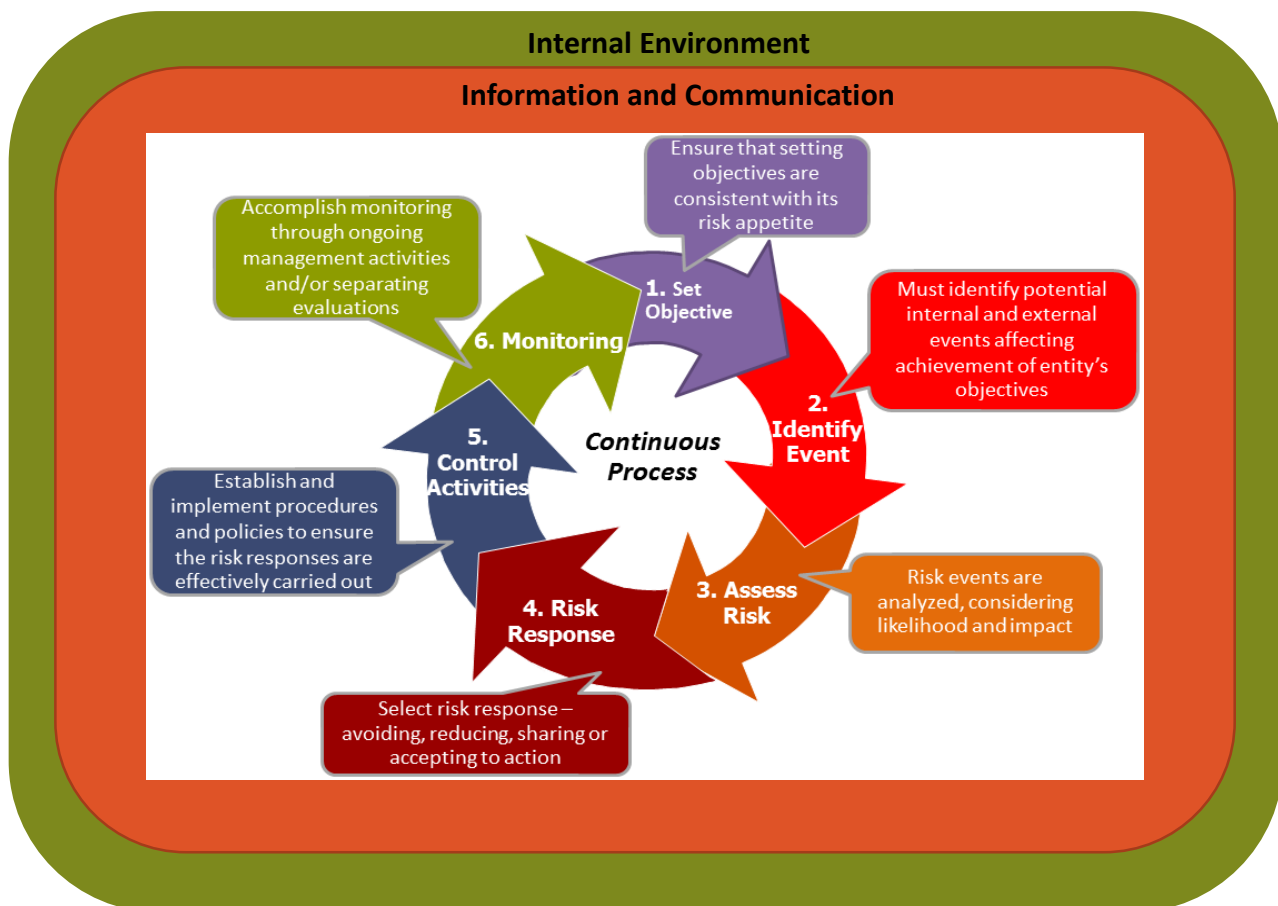 Internal Environment
Information and Communication
Ensure that setting
objectives are
consistent with its
risk appetite
1. Set
Objective
Must identify potential
internal and external
events affecting
achievement of entity’s
objectives
2.
Identify
Event
Risk events are
analyzed, considering
likelihood and impact
3. Assess
Risk
Select risk response –
avoiding, reducing, sharing or
accepting to action
4. Risk
Response
Establish and
implement procedures
and policies to ensure
the risk responses are
effectively carried out
5.
Control
Activities
Accomplish monitoring
through ongoing
management activities
and/or separating
evaluations
6. Monitoring
Continuous
Process